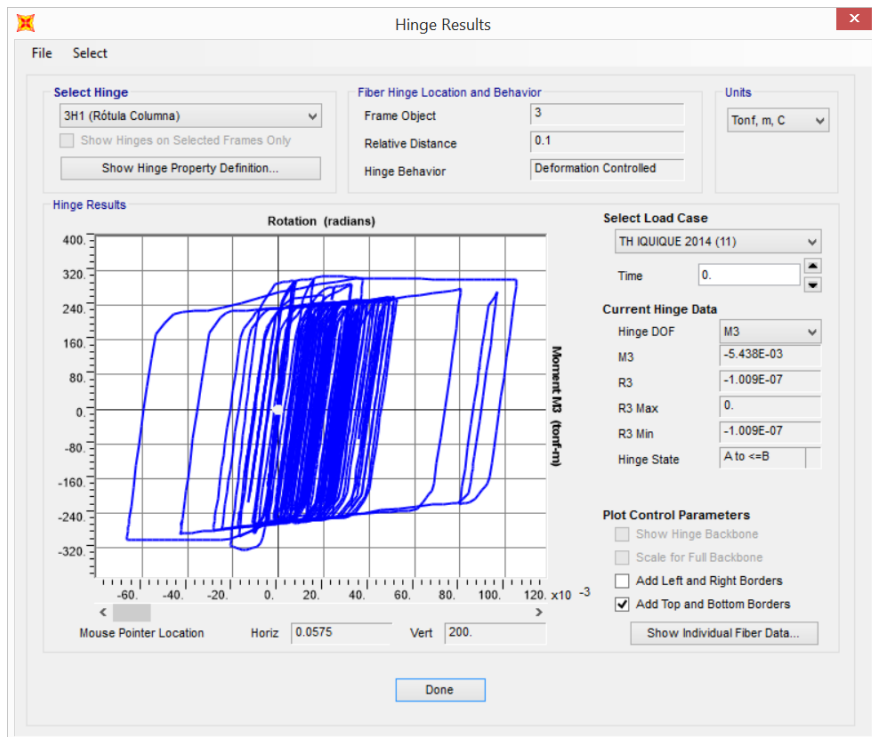 Hinge Results
File Select
Select Hinge
3H1 (Rótula Columna)
Show Hinges on Selected Frames Only
Show Hinge Property Definition...
Fiber Hinge Location and Behavior
Frame Object 3
Relative Distance 0.1
Hinge Behavior Deformation Controlled
Units
Tonf, m, C
Hinge Results
Rotation (radians)
400.
320.
240.
160.
80.
0.
-80.
-160.
-240.
-320.
Moment M3 (tonf-m)
-60. -40. -20. 0. 20. 40. 60. 80. 100. 120. x10 -3
Mouse Pointer Location Horiz 0.0575 Vert 200.
Select Load Case
TH IQUIQUE 2014 (11)
Time 0.
Current Hinge Data
Hinge DOF M3
M3 -5.438E-03
R3 -1.009E-07
R3 Max 0.
R3 Min -1.009E-07
Hinge State A to <=B
Plot Control Parameters
Show Hinge Backbone
Scale for Full Backbone
Add Left and Right Borders
Add Top and Bottom Borders
Show Individual Fiber Data...
Done